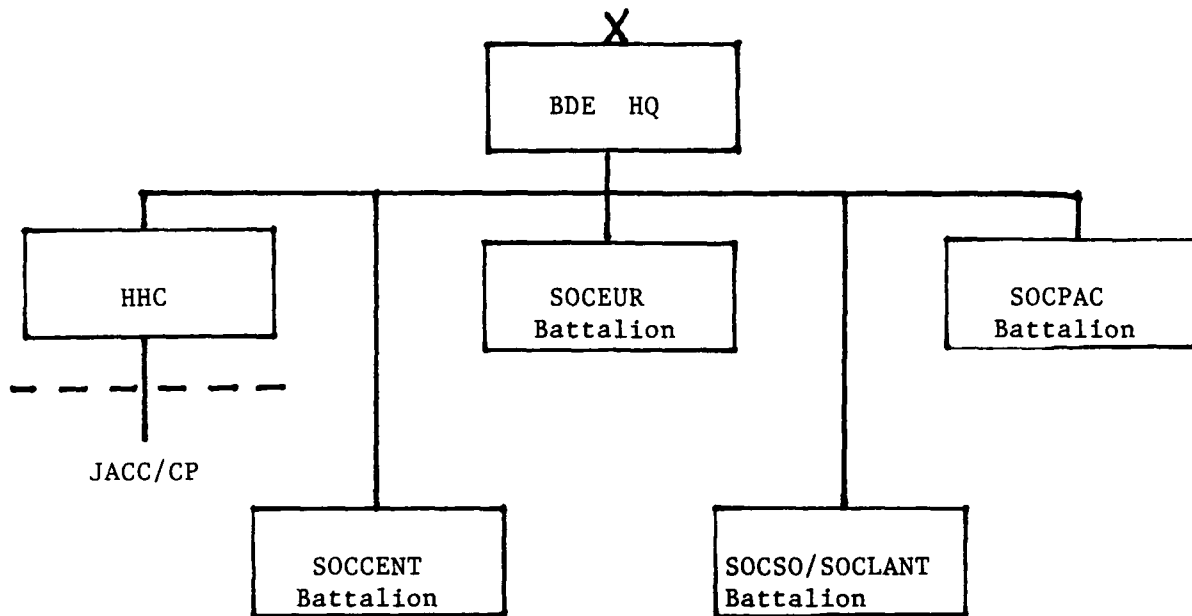 X
BDE HQ
HHC
SOCEUR
Battalion
SOCPAC
Battalion
JACC/CP
SOCCENT
Battalion
SOCSO/SOCLANT
Battalion